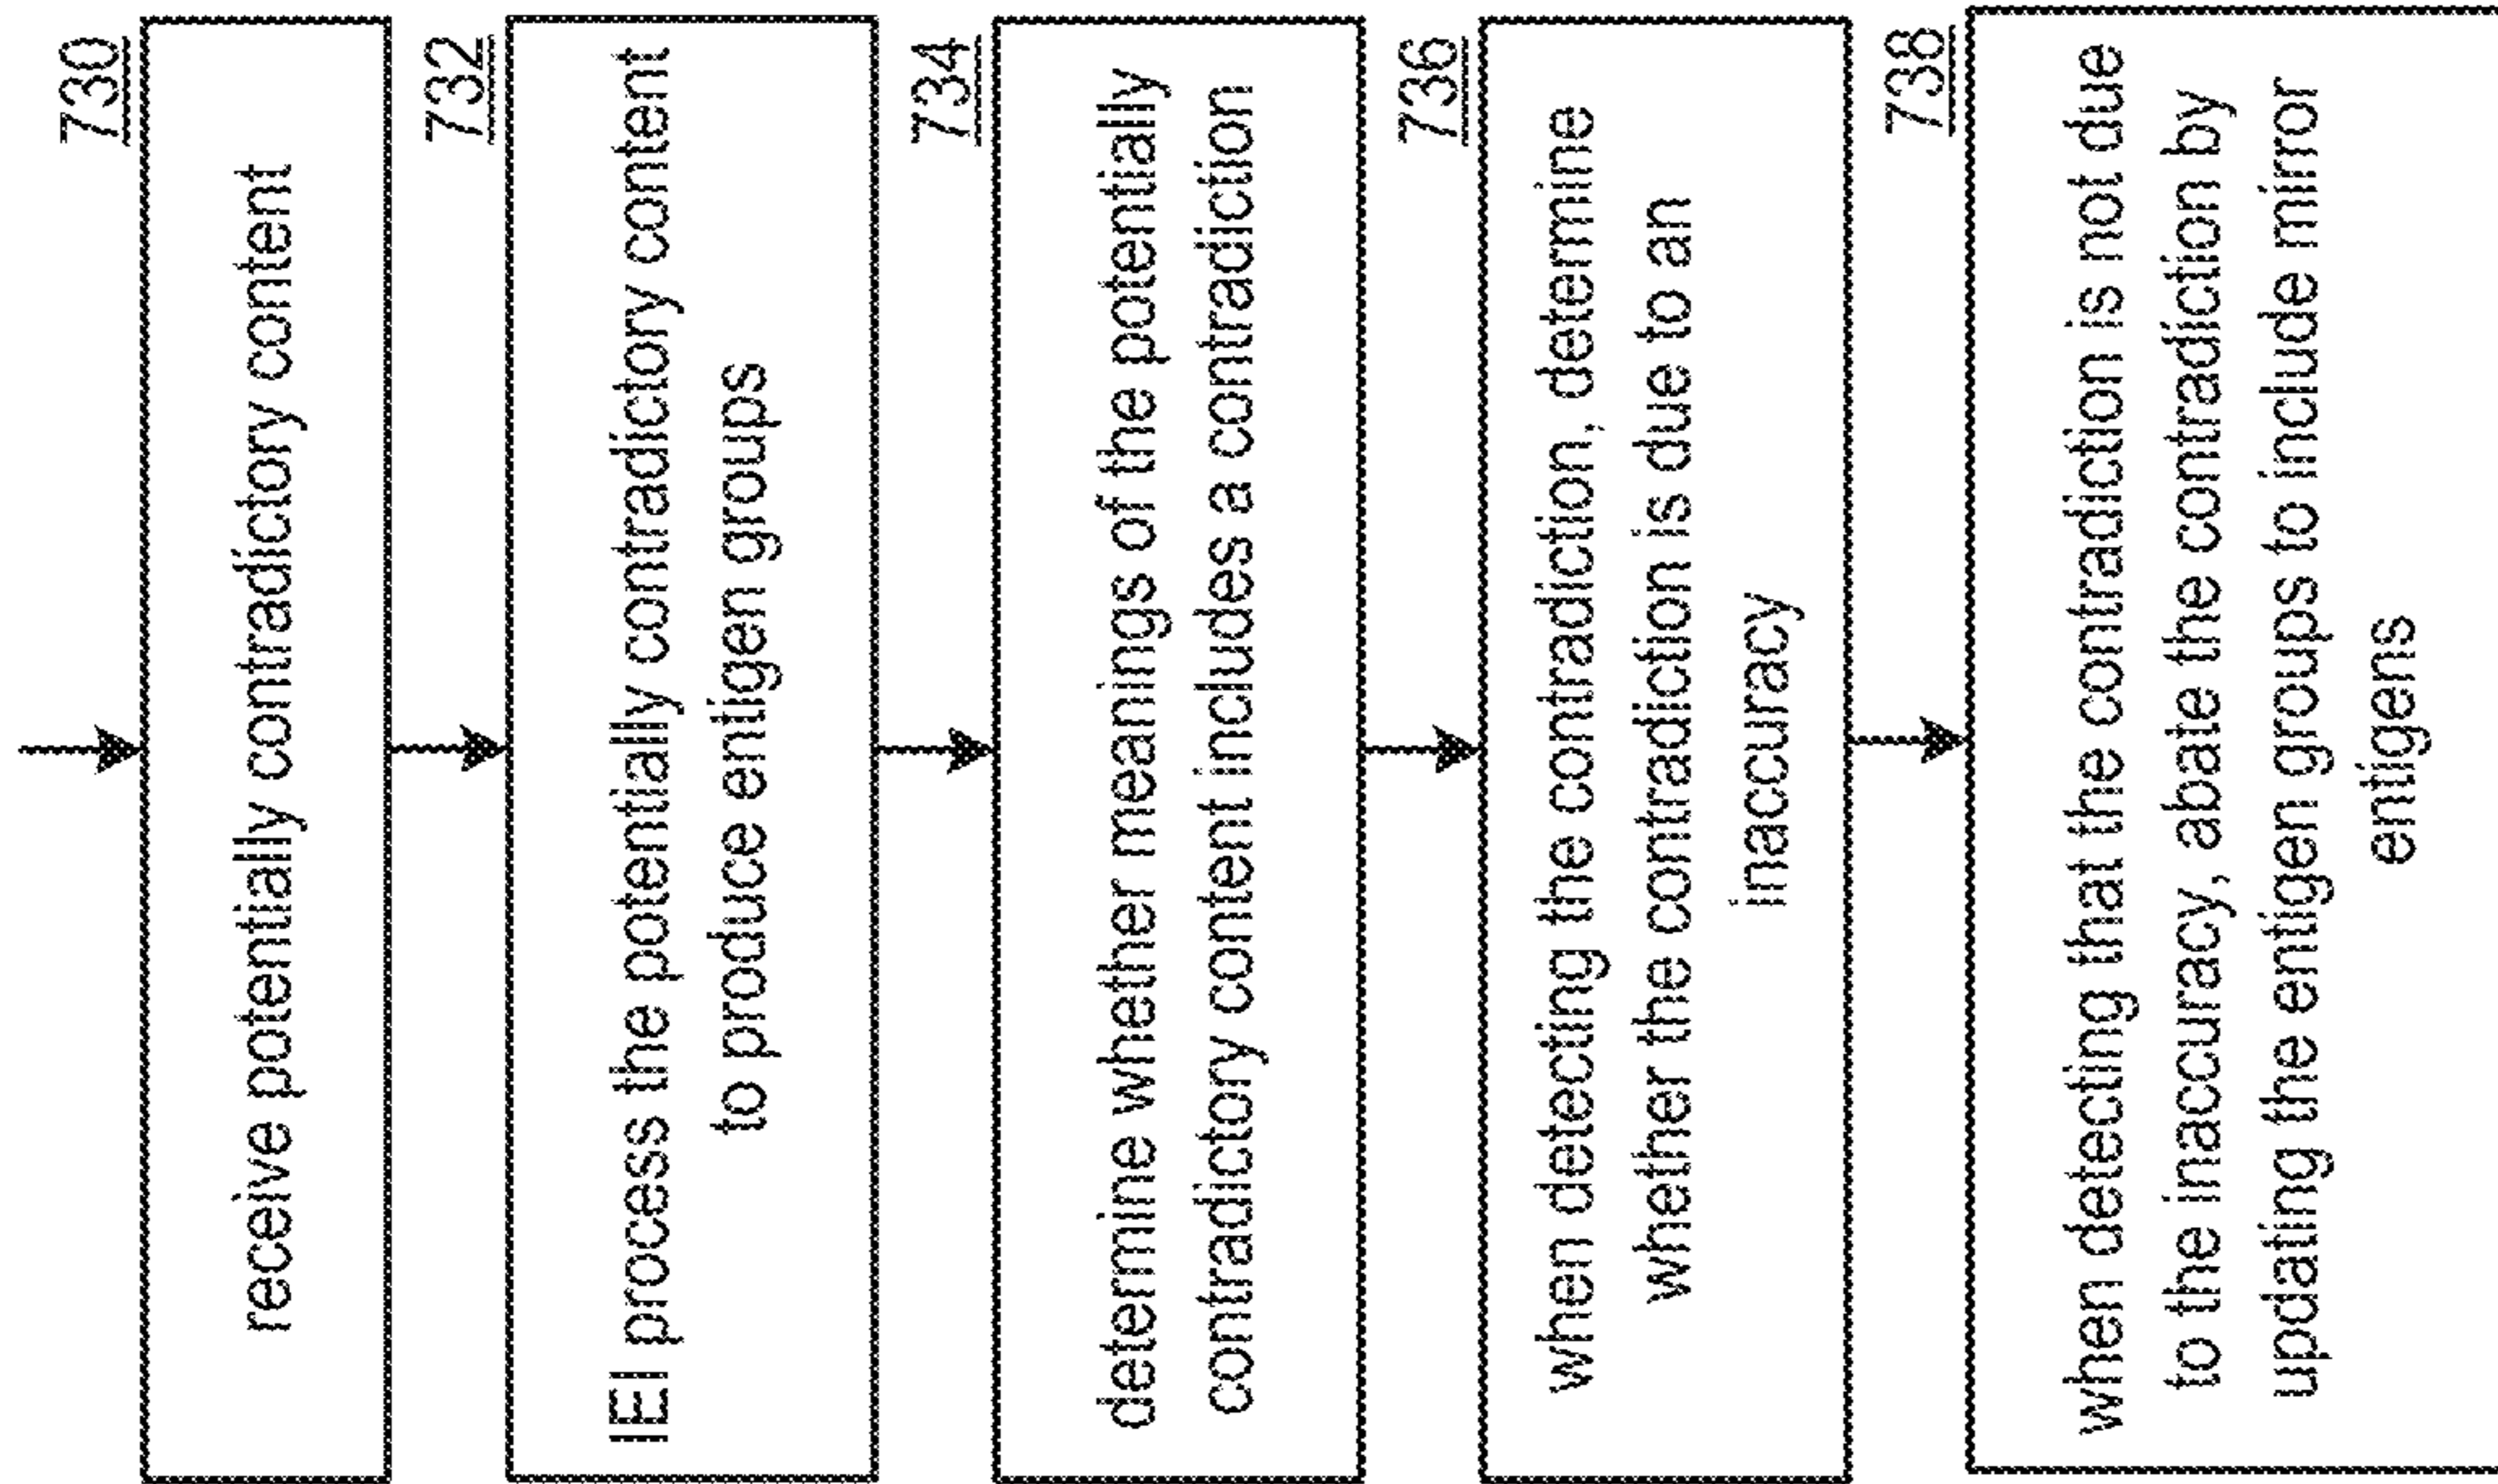 730
receive potentially contradictory content
732
IEI process the potentially contradictory content
to produce entigen groups
734
determine whether meanings of the potentially
contradictory content includes a contradiction
736
when detecting the contradiction, determine
whether the contradiction is due to an
inaccuracy
738
when detecting that the contradiction is not due
to the inaccuracy, abate the contradiction by
updating the entigen groups to include mirror
entigens